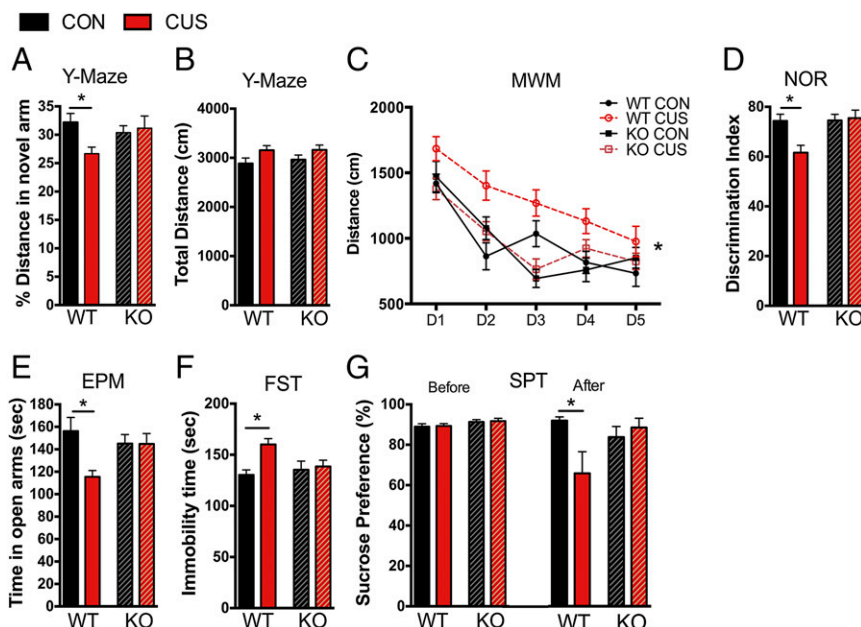 CON CUS
A
Y-Maze
% Distance in novel arm
35
30
25
20
15
10
5
0
*
WT KO
B
Y-Maze
Total Distance (cm)
4000
3000
2000
1000
0
WT KO
C
MWM
Distance (cm)
2000
1500
1000
500
WT CON
WT CUS
KO CON
KO CUS
*
D1 D2 D3 D4 D5
D
NOR
Discrimination Index
80
60
40
20
0
*
WT KO
E
EPM
Time in open arms (sec)
180
160
140
120
100
80
60
40
20
0
*
WT KO
F
FST
Immobility time (sec)
200
150
100
50
0
*
WT KO
G
SPT
Before After
Sucrose Preference (%)
100
80
60
40
20
0
*
WT KO WT KO